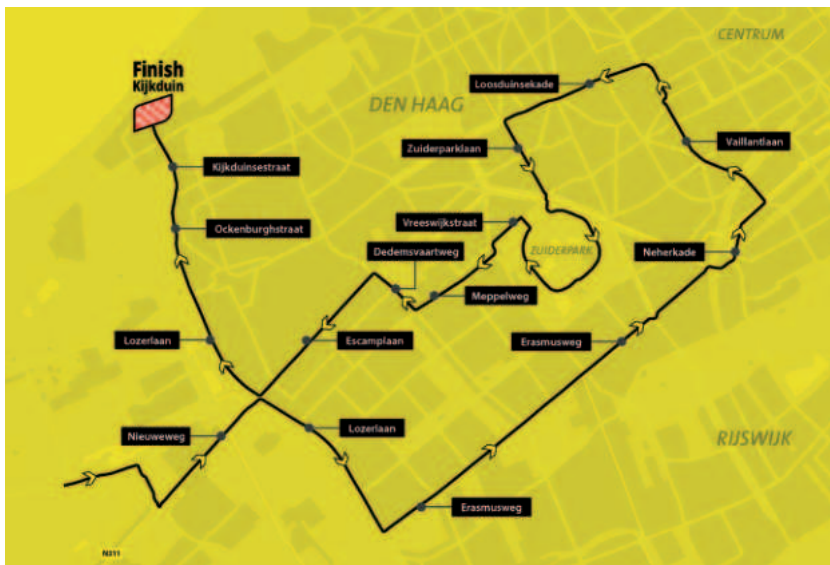 CENTRUM
Finish
Kijkduin
Loosduinsekade
DEN HAAG
Vaillantlaan
Zuiderparklaan
Kijkduinsestraat
Vreeswijkstraat
Ockenburghstraat
Dedemsvaartweg
ZUIDERPARK
Neherkade
Meppelweg
Lozerlaan
Escamplaan
Erasmusweg
Nieuweweg
Lozerlaan
RIJSWIJK
Erasmusweg
N211